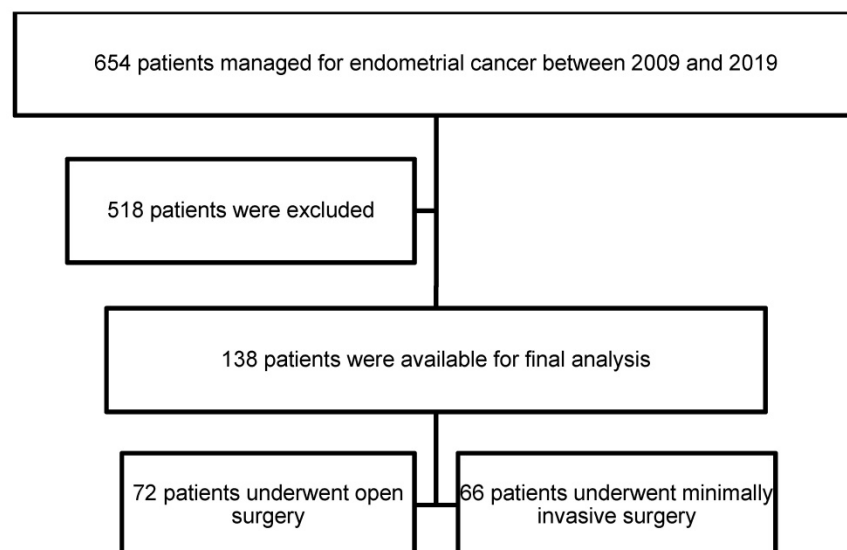 654 patients managed for endometrial cancer between 2009 and 2019
518 patients were excluded
138 patients were available for final analysis
72 patients underwent open
surgery
66 patients underwent minimally
invasive surgery